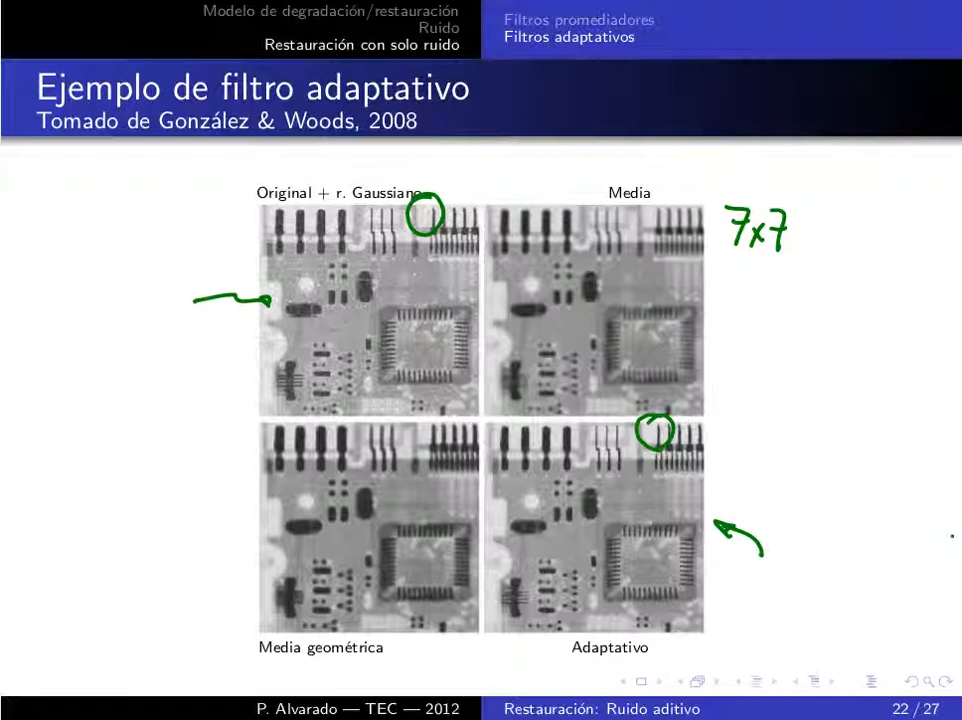 Modelo de degradación/restauración
Ruido
Restauración con solo ruido
Filtros promediadores
Filtros adaptativos
Ejemplo de filtro adaptativo
Tomado de González & Woods, 2008
Original + r. Gaussiano
Media
7x7
Media geométrica
Adaptativo
P. Alvarado — TEC — 2012
Restauración: Ruido aditivo
22 / 27